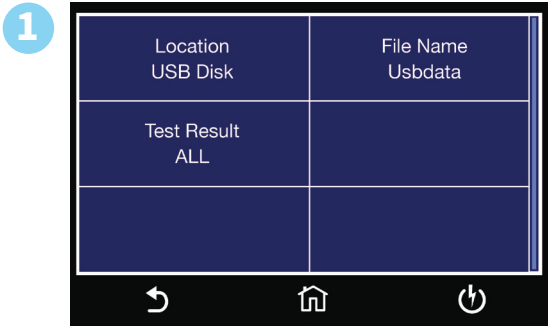 1
Location
USB Disk
File Name
Usbdata
Test Result
ALL